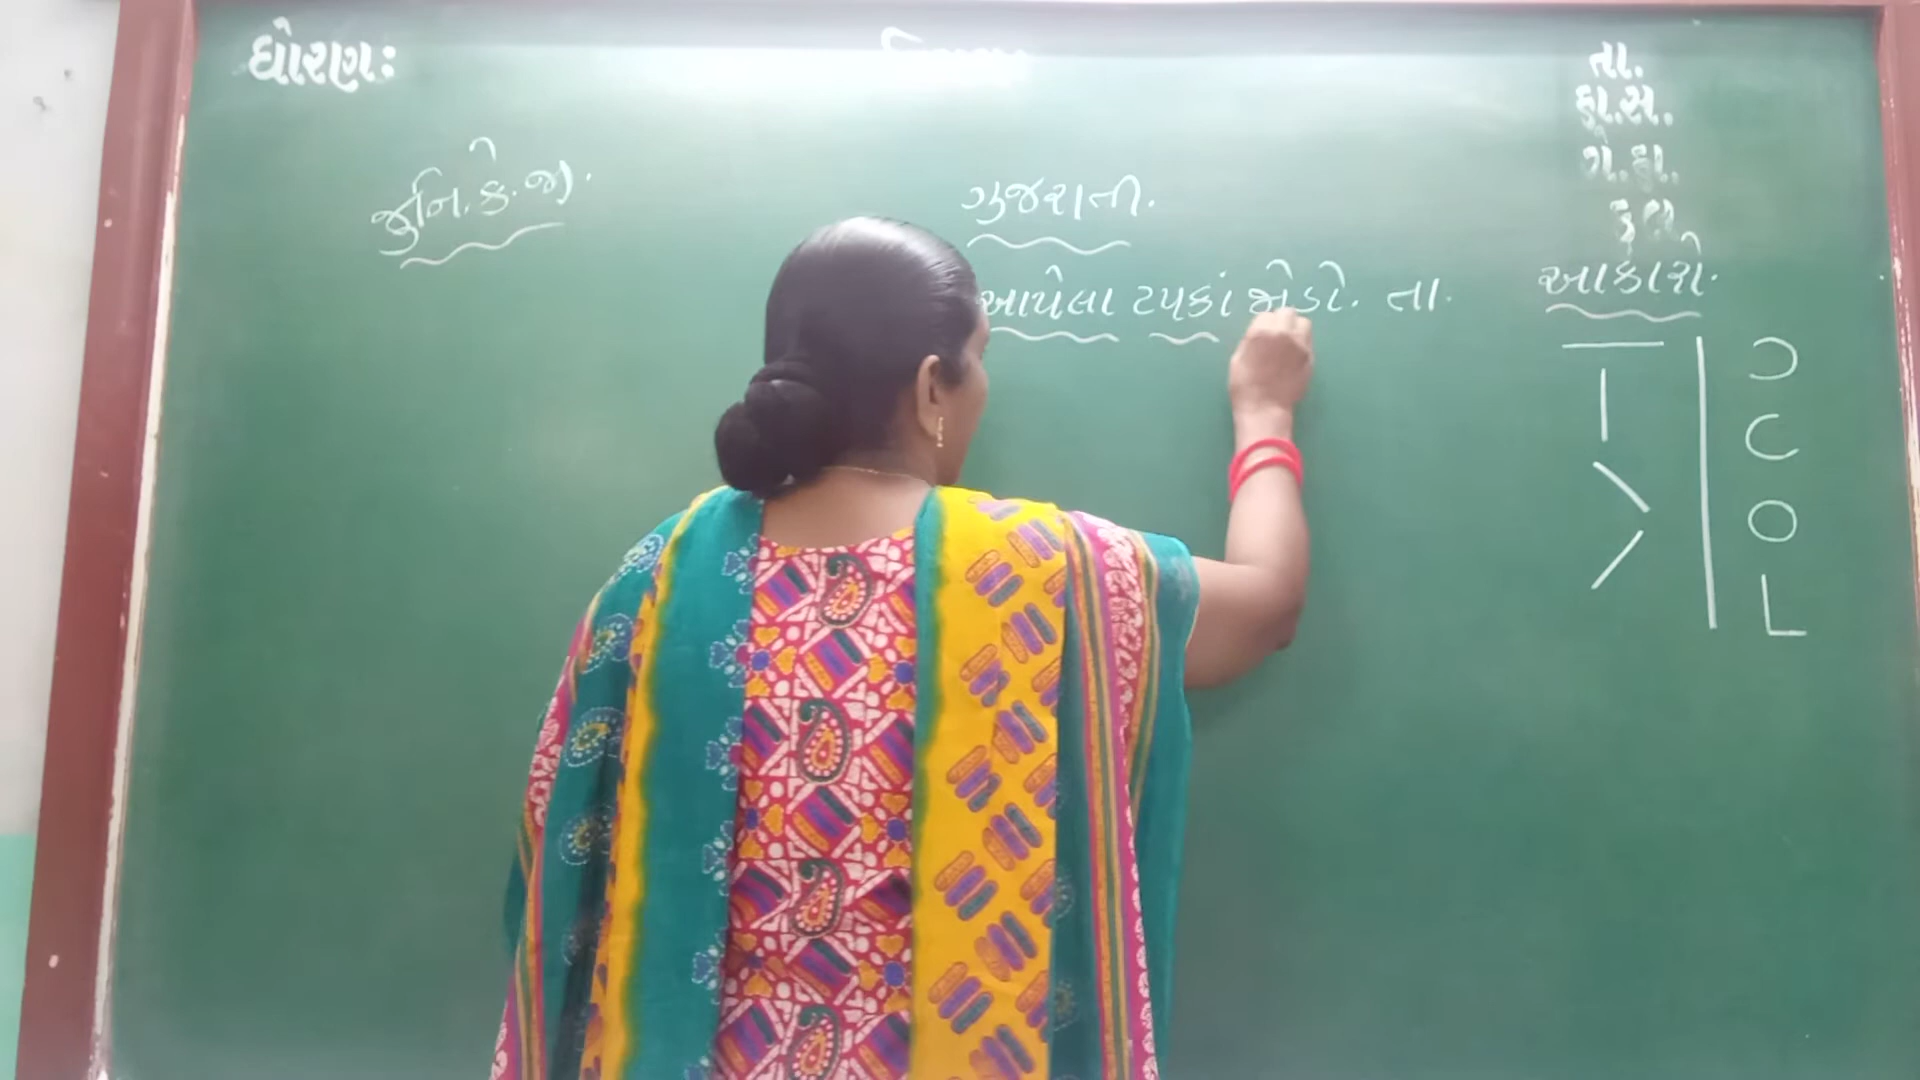 ધોરણઃ
જુનિ.કે.જી.
ગુજરાતી.
આપેલા ટપકાં જોડો. તા.
તા.
કા.સ.
ગે.હા.
કુલ
આકારો.